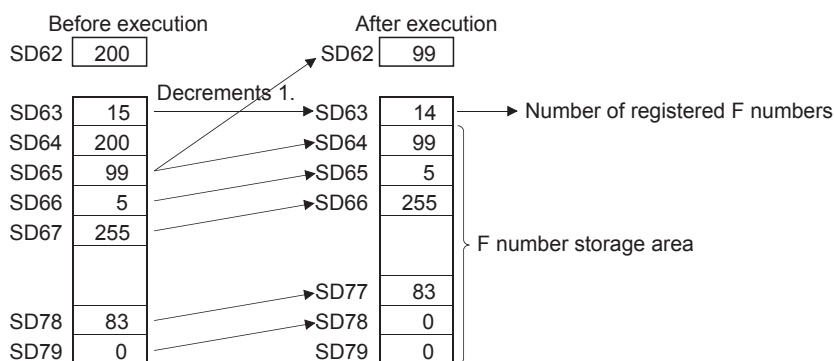 Before execution After execution
SD62 200 SD62 99
Decrements 1.
SD63 15 SD63 14 Number of registered F numbers
SD64 200 SD64 99
SD65 99 SD65 5
SD66 5 SD66 255
SD67 255
F number storage area
SD77 83
SD78 83 SD78 0
SD79 0 SD79 0